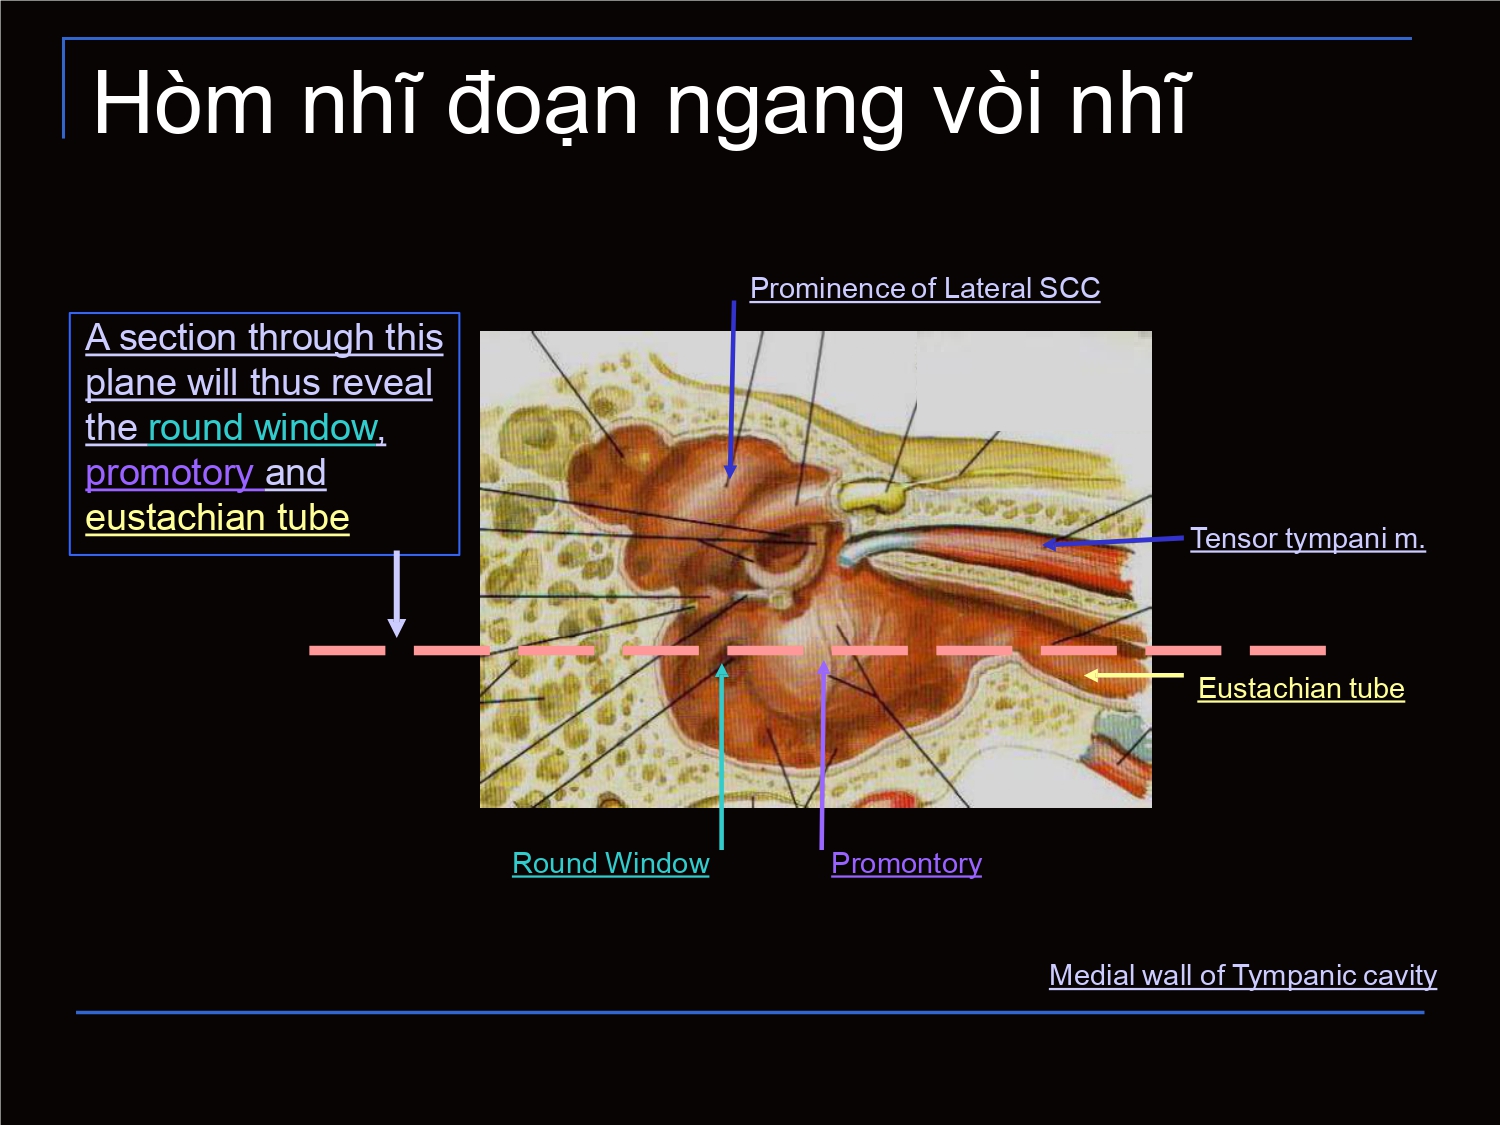 Hòm nhĩ đoạn ngang vòi nhĩ
Prominence of Lateral SCC
A section through this
plane will thus reveal
the round window,
promotory and
eustachian tube
Tensor tympani m.
Eustachian tube
Round Window
Promontory
Medial wall of Tympanic cavity